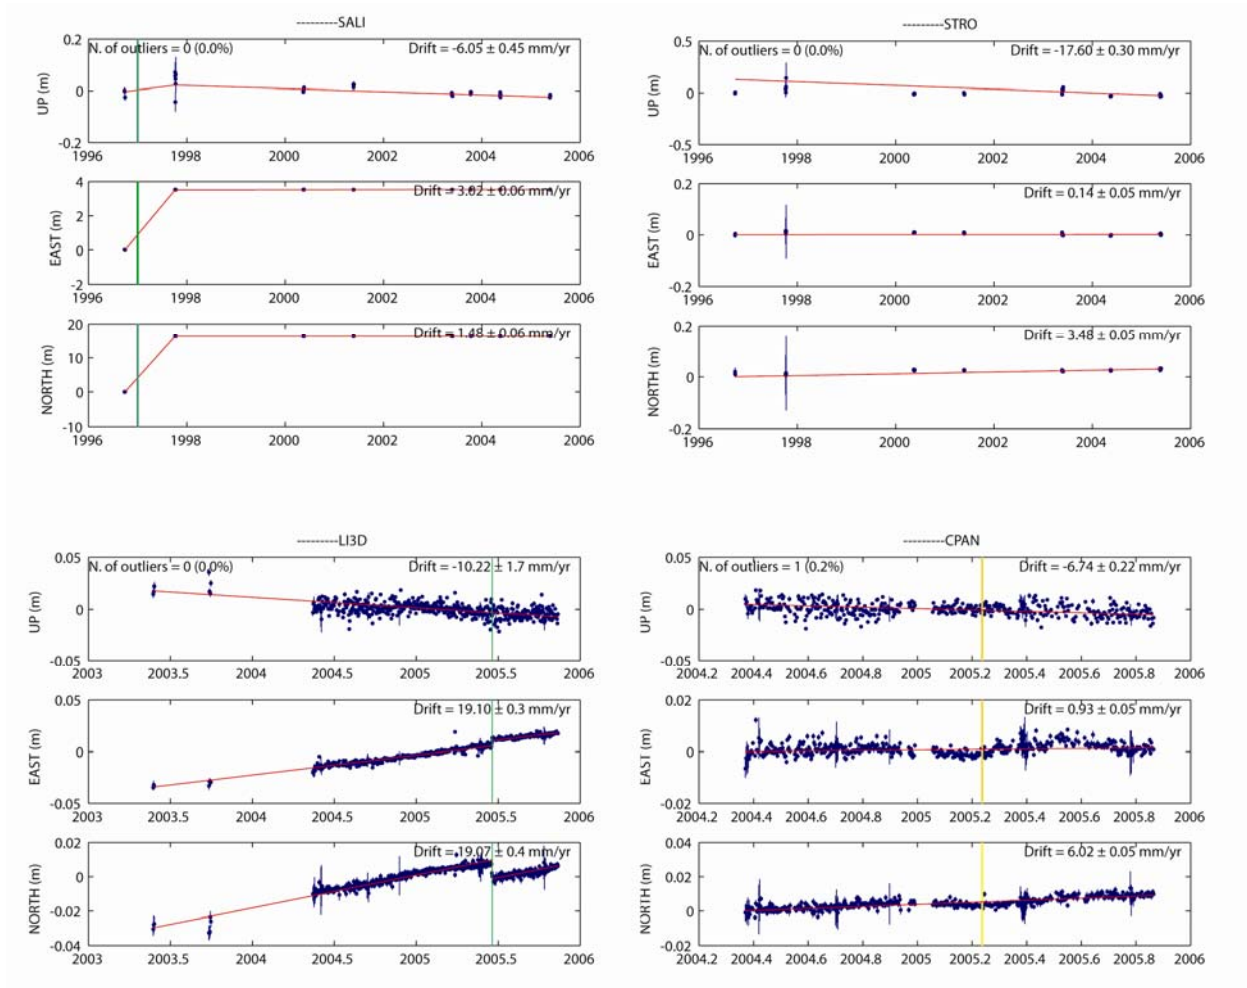 ---------SALI
N. of outliers = 0 (0.0%) Drift = -6.05 ± 0.45 mm/yr
UP (m)
0.2
0
-0.2
1996 1998 2000 2002 2004 2006
Drift = 3.02 ± 0.06 mm/yr
EAST (m)
4
2
0
-2
1996 1998 2000 2002 2004 2006
Drift = 1.48 ± 0.06 mm/yr
NORTH (m)
20
10
0
-10
1996 1998 2000 2002 2004 2006
---------STRO
N. of outliers = 0 (0.0%) Drift = -17.60 ± 0.30 mm/yr
UP (m)
0.5
0
-0.5
1996 1998 2000 2002 2004 2006
Drift = 0.14 ± 0.05 mm/yr
EAST (m)
0.2
0
-0.2
1996 1998 2000 2002 2004 2006
Drift = 3.48 ± 0.05 mm/yr
NORTH (m)
0.2
0
-0.2
1996 1998 2000 2002 2004 2006
---------LI3D
N. of outliers = 0 (0.0%) Drift = -10.22 ± 1.7 mm/yr
UP (m)
0.05
0
-0.05
2003 2003.5 2004 2004.5 2005 2005.5 2006
Drift = 19.10 ± 0.3 mm/yr
EAST (m)
0.05
0
-0.05
2003 2003.5 2004 2004.5 2005 2005.5 2006
Drift = 19.07 ± 0.4 mm/yr
NORTH (m)
0.02
0
-0.02
-0.04
2003 2003.5 2004 2004.5 2005 2005.5 2006
---------CPAN
N. of outliers = 1 (0.2%) Drift = -6.74 ± 0.22 mm/yr
UP (m)
0.05
0
-0.05
2004.2 2004.4 2004.6 2004.8 2005 2005.2 2005.4 2005.6 2005.8 2006
Drift = 0.93 ± 0.05 mm/yr
EAST (m)
0.02
0
-0.02
2004.2 2004.4 2004.6 2004.8 2005 2005.2 2005.4 2005.6 2005.8 2006
Drift = 6.02 ± 0.05 mm/yr
NORTH (m)
0.04
0.02
0
-0.02
2004.2 2004.4 2004.6 2004.8 2005 2005.2 2005.4 2005.6 2005.8 2006